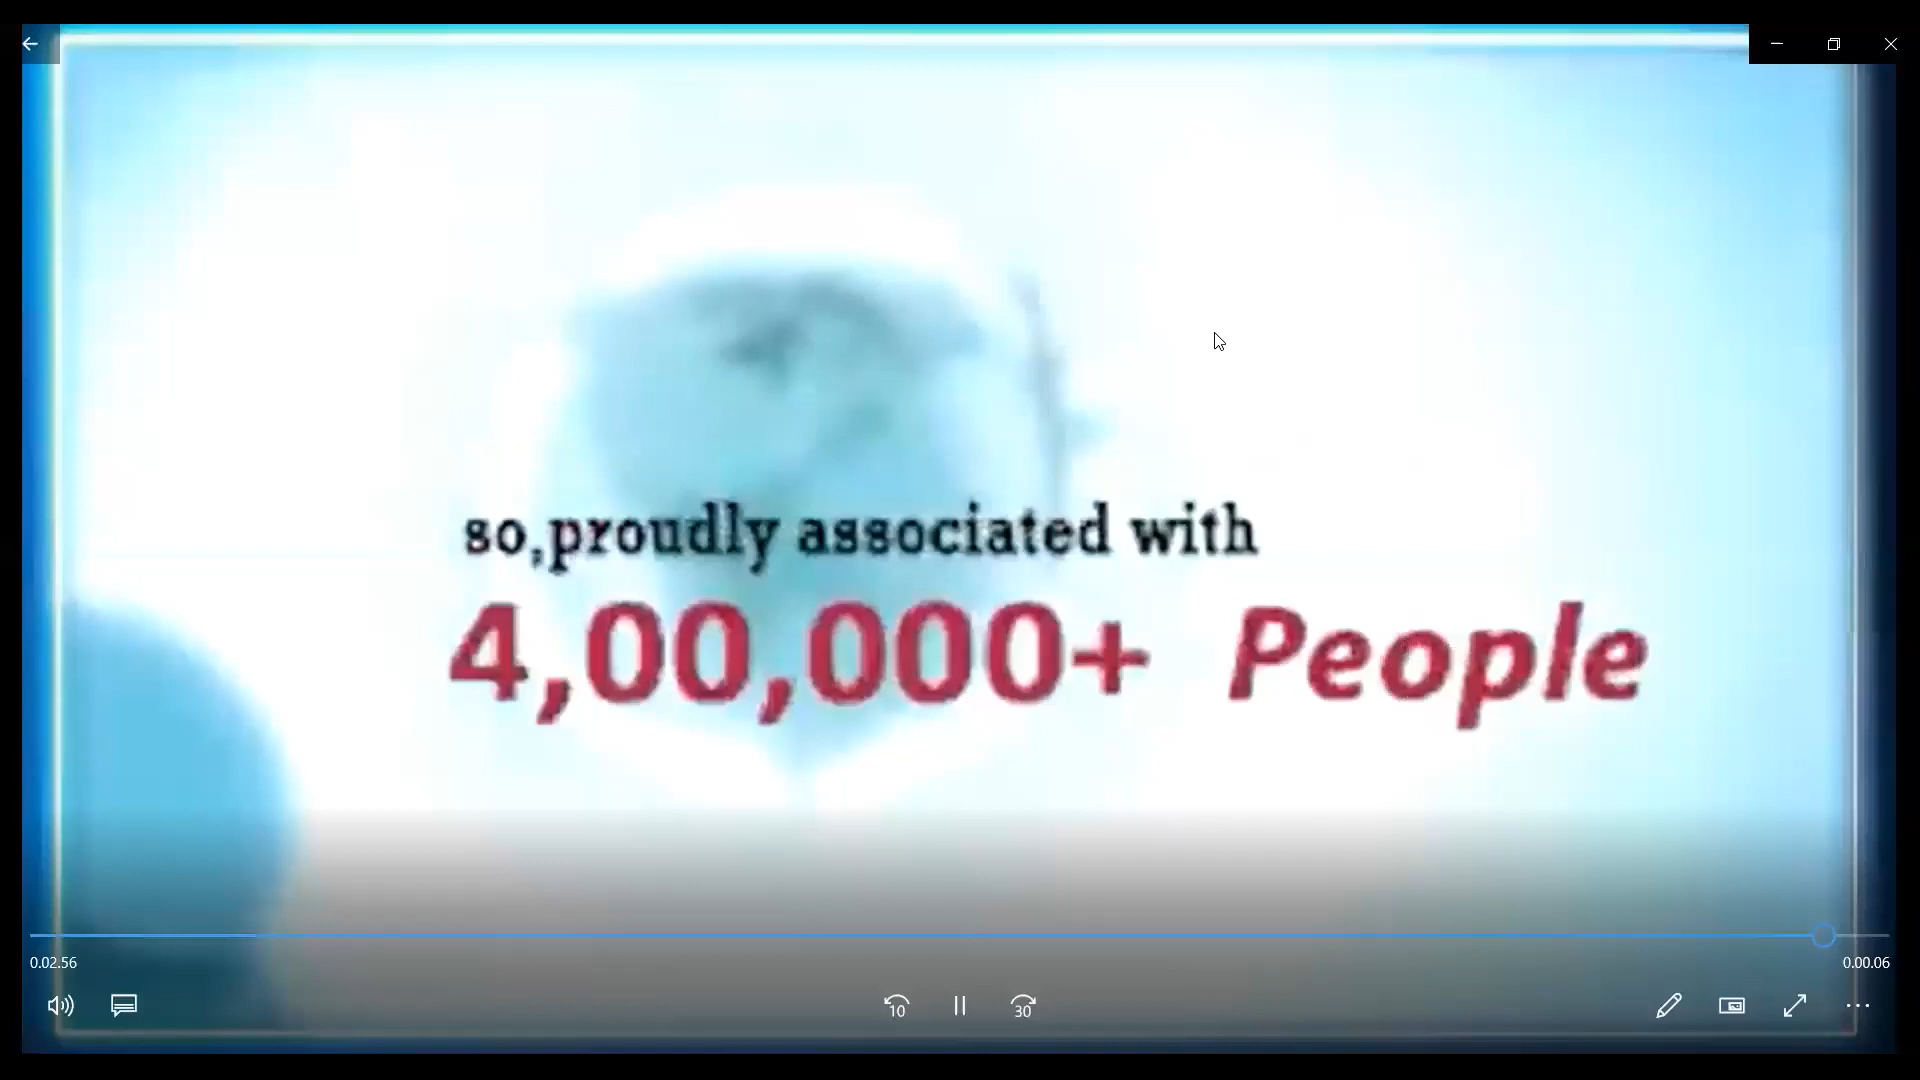 so,proudly associated with
4,00,000+ People
0.02.56
0.00.06
10
30